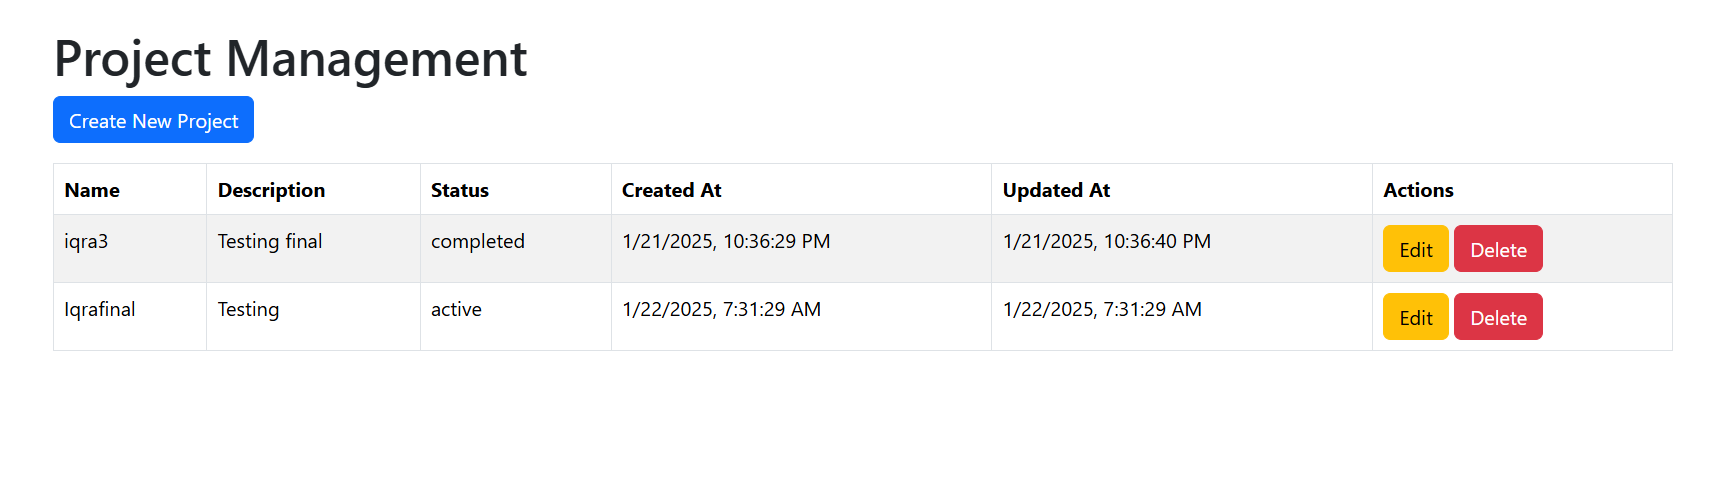 Project Management
Create New Project
Name Description Status Created At Updated At Actions
iqra3 Testing final completed 1/21/2025, 10:36:29 PM 1/21/2025, 10:36:40 PM Edit Delete
Iqrafinal Testing active 1/22/2025, 7:31:29 AM 1/22/2025, 7:31:29 AM Edit Delete